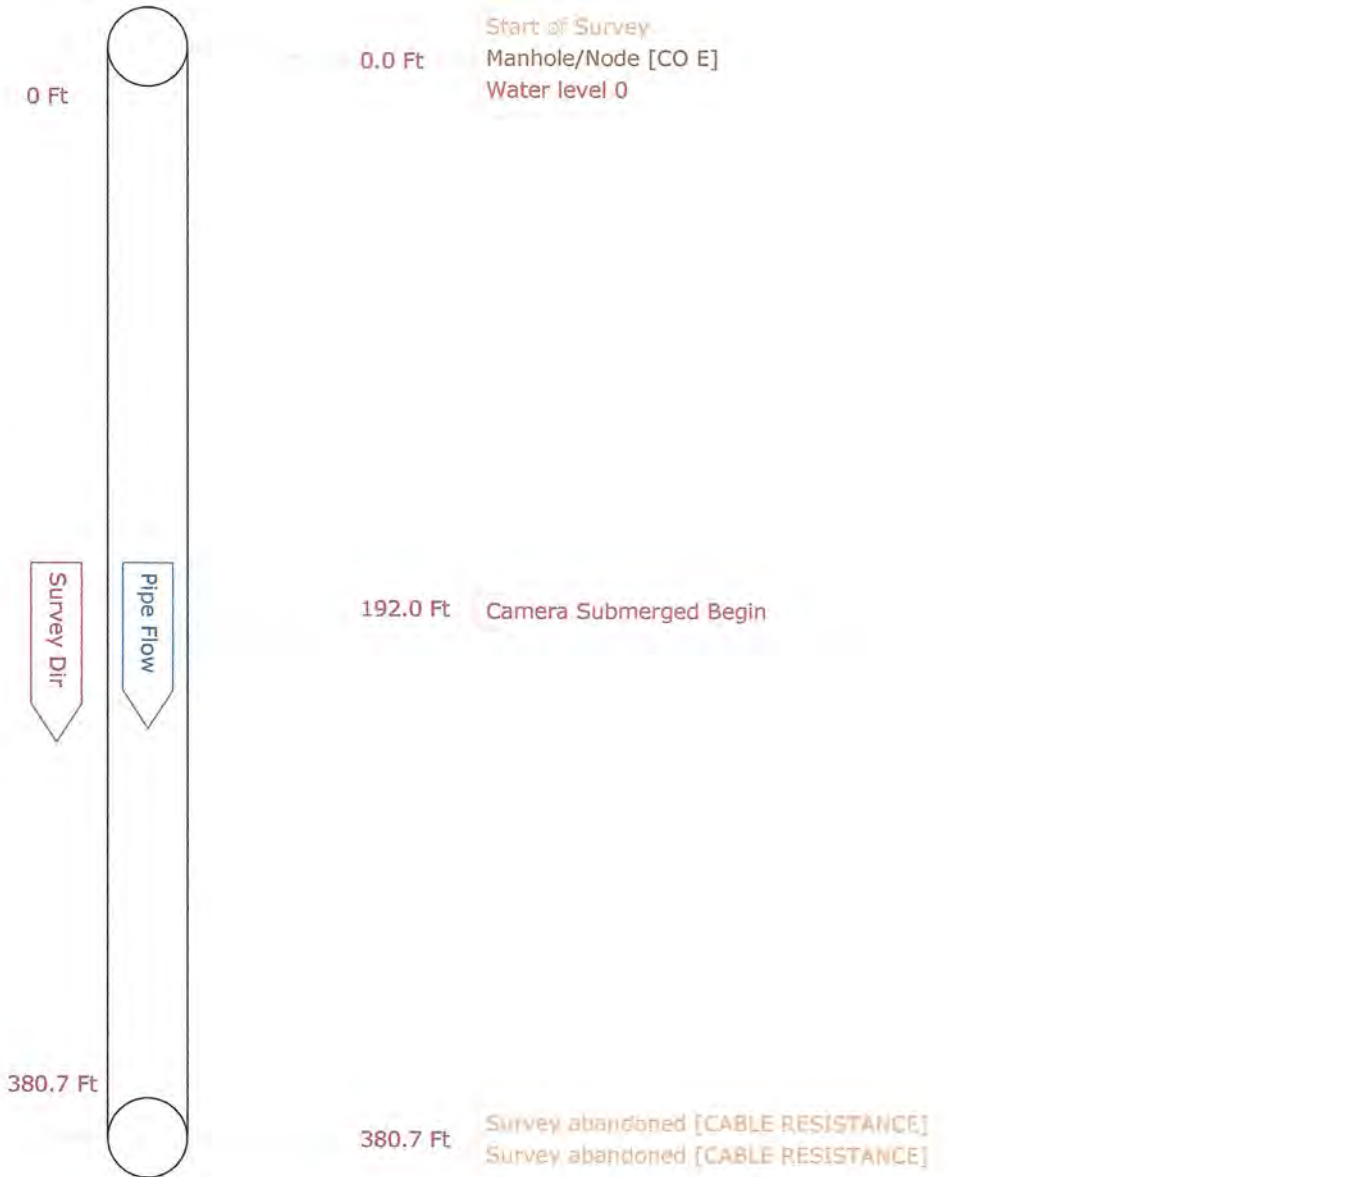 Start of Survey
0.0 Ft Manhole/Node [CO E]
0 Ft Water level 0
Survey Dir
Pipe Flow
192.0 Ft Camera Submerged Begin
380.7 Ft
380.7 Ft Survey abandoned [CABLE RESISTANCE]
Survey abandoned [CABLE RESISTANCE]